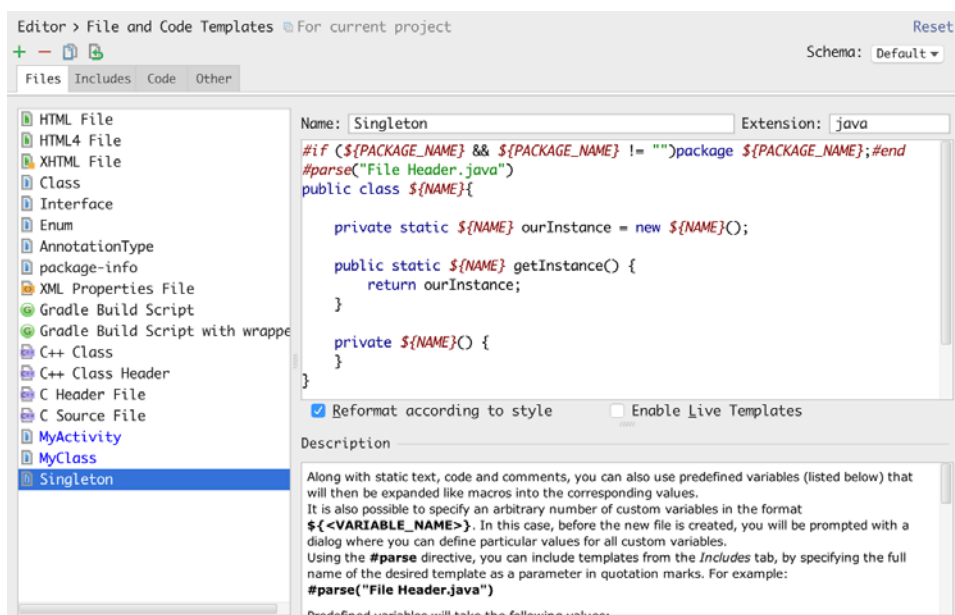 Editor > File and Code Templates For current project Reset
Schema: Default
Files Includes Code Other
HTML File
HTML4 File
XHTML File
Class
Interface
Enum
AnnotationType
package-info
XML Properties File
Gradle Build Script
Gradle Build Script with wrappe
C++ Class
C++ Class Header
C Header File
C Source File
MyActivity
MyClass
Singleton
Name: Singleton Extension: java
#if (${PACKAGE_NAME} && ${PACKAGE_NAME} != "")package ${PACKAGE_NAME};#end
#parse("File Header.java")
public class ${NAME}{
private static ${NAME} ourInstance = new ${NAME}();
public static ${NAME} getInstance() {
return ourInstance;
}
private ${NAME}() {
}
}
Reformat according to style Enable Live Templates
Description
Along with static text, code and comments, you can also use predefined variables (listed below) that
will then be expanded like macros into the corresponding values.
It is also possible to specify an arbitrary number of custom variables in the format
${<VARIABLE_NAME>}. In this case, before the new file is created, you will be prompted with a
dialog where you can define particular values for all custom variables.
Using the #parse directive, you can include templates from the Includes tab, by specifying the full
name of the desired template as a parameter in quotation marks. For example:
#parse("File Header.java")
Predefined variables will take the following values: